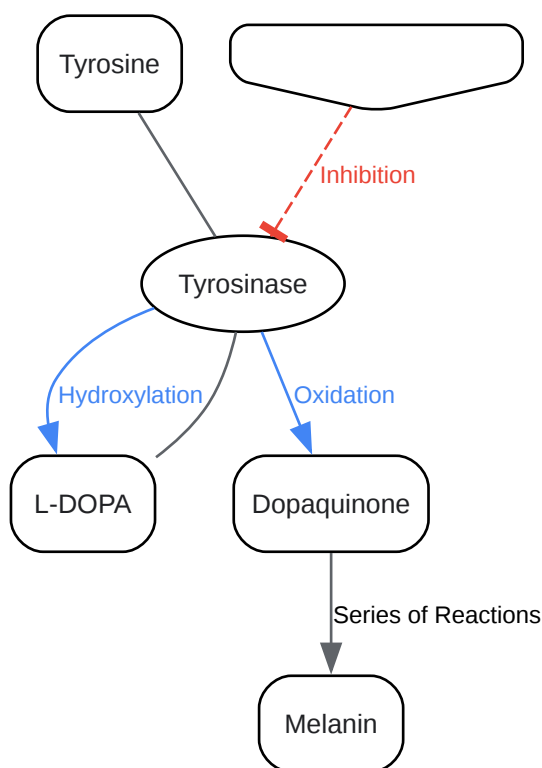 Tyrosine
Inhibition
Tyrosinase
Hydroxylation
Oxidation
L-DOPA
Dopaquinone
Series of Reactions
Melanin